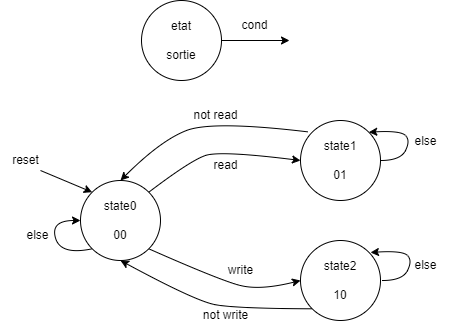 etat
cond
sortie
not read
state1
else
reset
read
01
state0
else
00
state2
else
write
10
not write